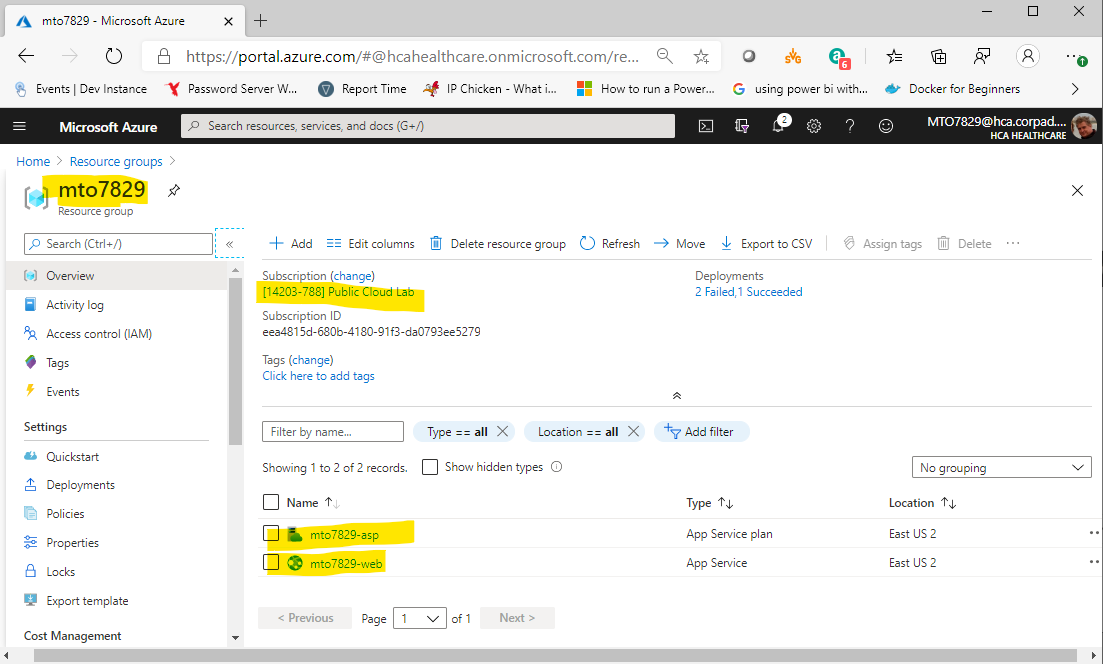 mto7829 - Microsoft Azure
https://portal.azure.com/#@hcahealthcare.onmicrosoft.com/re...
6
Events | Dev Instance Password Server W... Report Time IP Chicken - What i... How to run a Power... using power bi with... Docker for Beginners
Microsoft Azure
Search resources, services, and docs (G+/)
2
MTO7829@hca.corpad....
HCA HEALTHCARE
Home > Resource groups >
mto7829
Resource group
Search (Ctrl+/)
«
Overview
Activity log
Access control (IAM)
Tags
Events
Settings
Quickstart
Deployments
Policies
Properties
Locks
Export template
Cost Management
Add Edit columns Delete resource group Refresh Move Export to CSV Assign tags Delete ...
Subscription (change)
[14203-788] Public Cloud Lab
Subscription ID
eea4815d-680b-4180-91f3-da0793ee5279
Tags (change)
Click here to add tags
Deployments
2 Failed,1 Succeeded
Filter by name...
Type == all
Location == all
Add filter
Showing 1 to 2 of 2 records.
Show hidden types
No grouping
Name Type Location
mto7829-asp App Service plan East US 2
mto7829-web App Service East US 2
< Previous Page 1 of 1 Next >